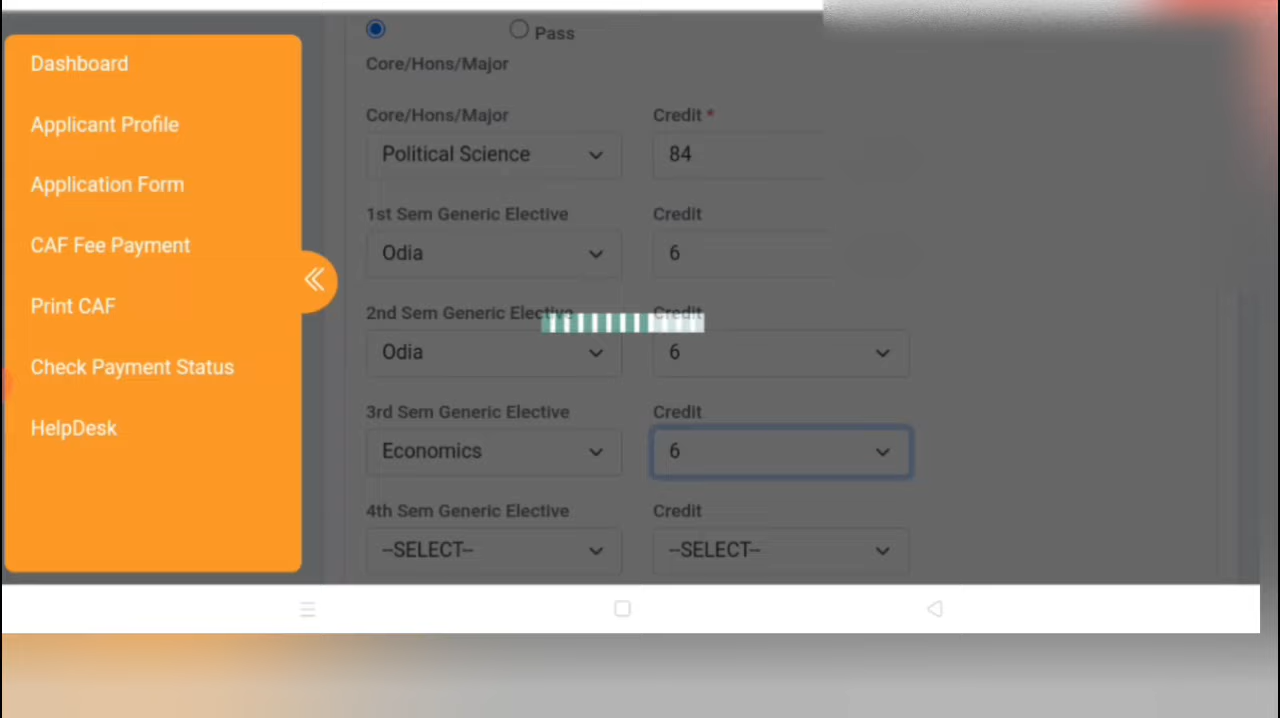 Dashboard
Applicant Profile
Application Form
CAF Fee Payment
Print CAF
Check Payment Status
HelpDesk
Pass
Core/Hons/Major
Core/Hons/Major Credit *
Political Science 84
1st Sem Generic Elective Credit
Odia 6
2nd Sem Generic Elective Credit
Odia 6
3rd Sem Generic Elective Credit
Economics 6
4th Sem Generic Elective Credit
--SELECT-- --SELECT--